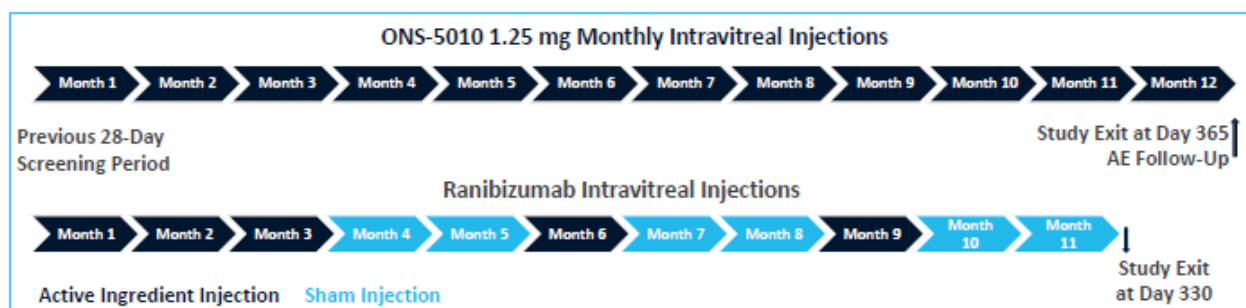 ONS-5010 1.25 mg Monthly Intravitreal Injections
Month 1 Month 2 Month 3 Month 4 Month 5 Month 6 Month 7 Month 8 Month 9 Month 10 Month 11 Month 12
Previous 28-Day
Screening Period
Study Exit at Day 365
AE Follow-Up
Ranibizumab Intravitreal Injections
Month 1 Month 2 Month 3 Month 4 Month 5 Month 6 Month 7 Month 8 Month 9 Month 10 Month 11
Study Exit
at Day 330
Active Ingredient Injection Sham Injection